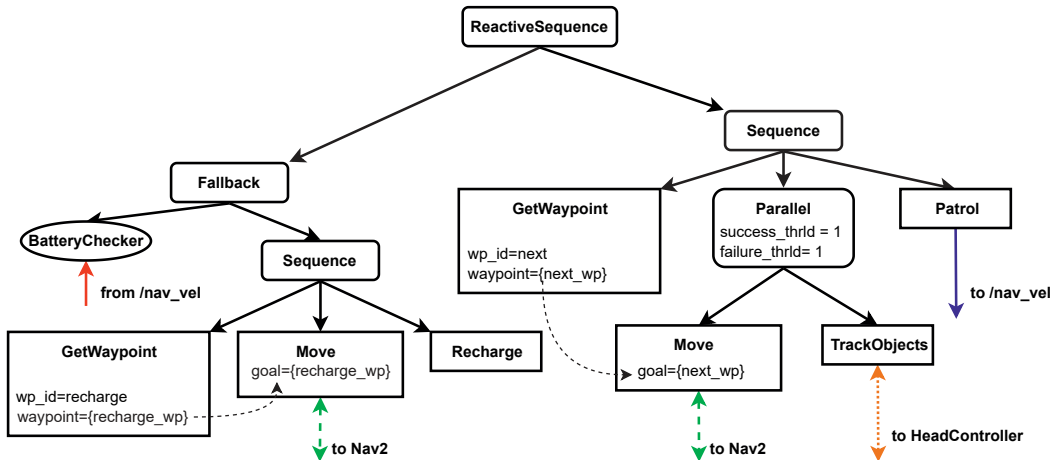 ReactiveSequence
Sequence
Fallback
GetWaypoint
wp_id=next
waypoint={next_wp}
Parallel
success_thrld = 1
failure_thrld= 1
Patrol
BatteryChecker
Sequence
from /nav_vel
to /nav_vel
GetWaypoint
wp_id=recharge
waypoint={recharge_wp}
Move
goal={recharge_wp}
Recharge
Move
goal={next_wp}
TrackObjects
to Nav2
to Nav2
to HeadController